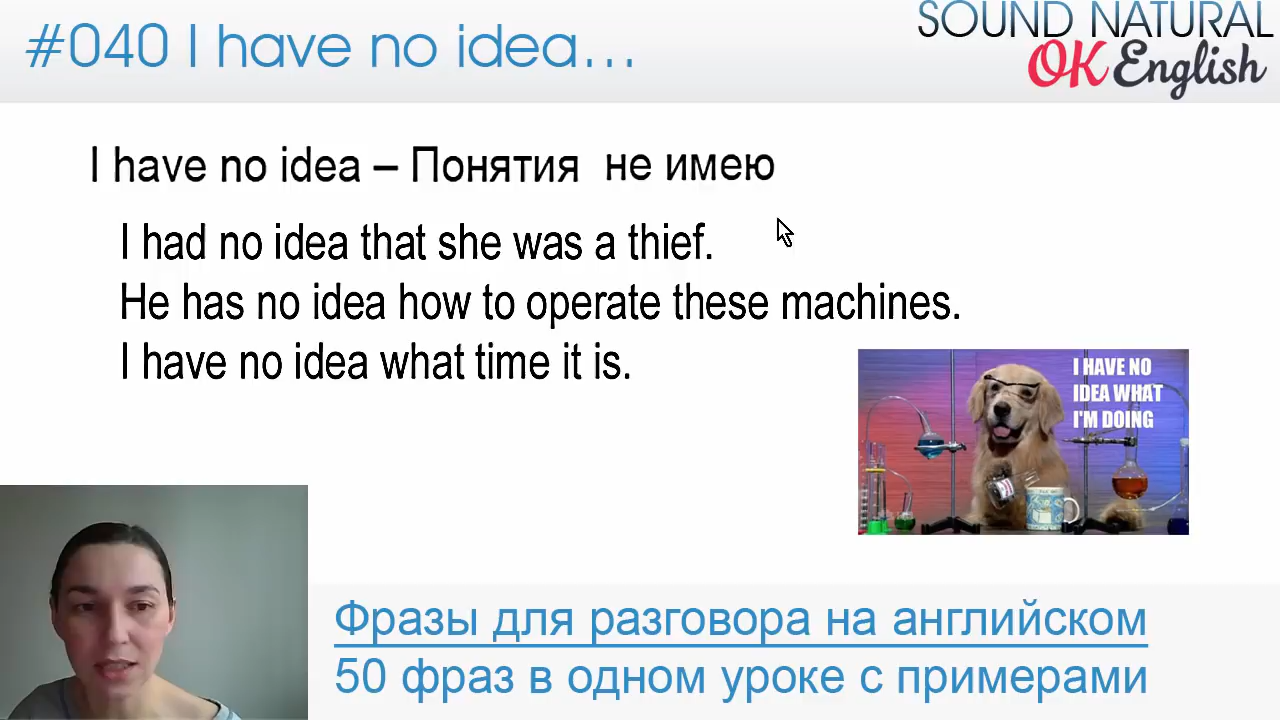 #040 I have no idea...
SOUND NATURAL
OK English
I have no idea – Понятия не имею
I had no idea that she was a thief.
He has no idea how to operate these machines.
I have no idea what time it is.
I HAVE NO
IDEA WHAT
I'M DOING
Фразы для разговора на английском
50 фраз в одном уроке с примерами